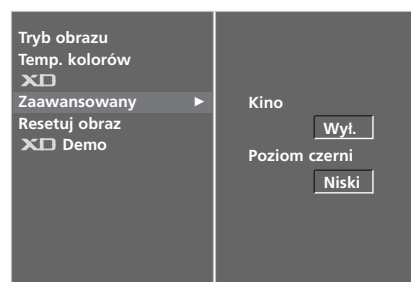 Tryb obrazu
Temp. kolorów
XD
Zaawansowany ►
Resetuj obraz
XD Demo
Kino
Wył.
Poziom czerni
Niski